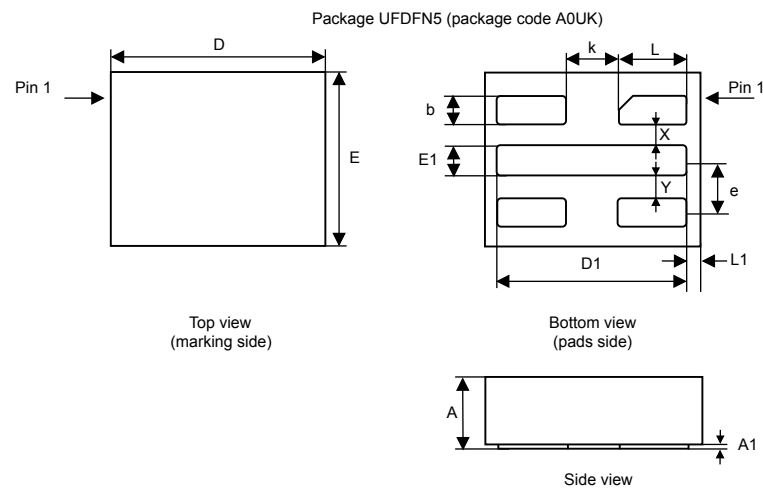 Package UFDFN5 (package code A0UK)
D
k
L
Pin 1
Pin 1
b
X
E
E1
Y
e
D1
L1
Top view
(marking side)
Bottom view
(pads side)
A
A1
Side view